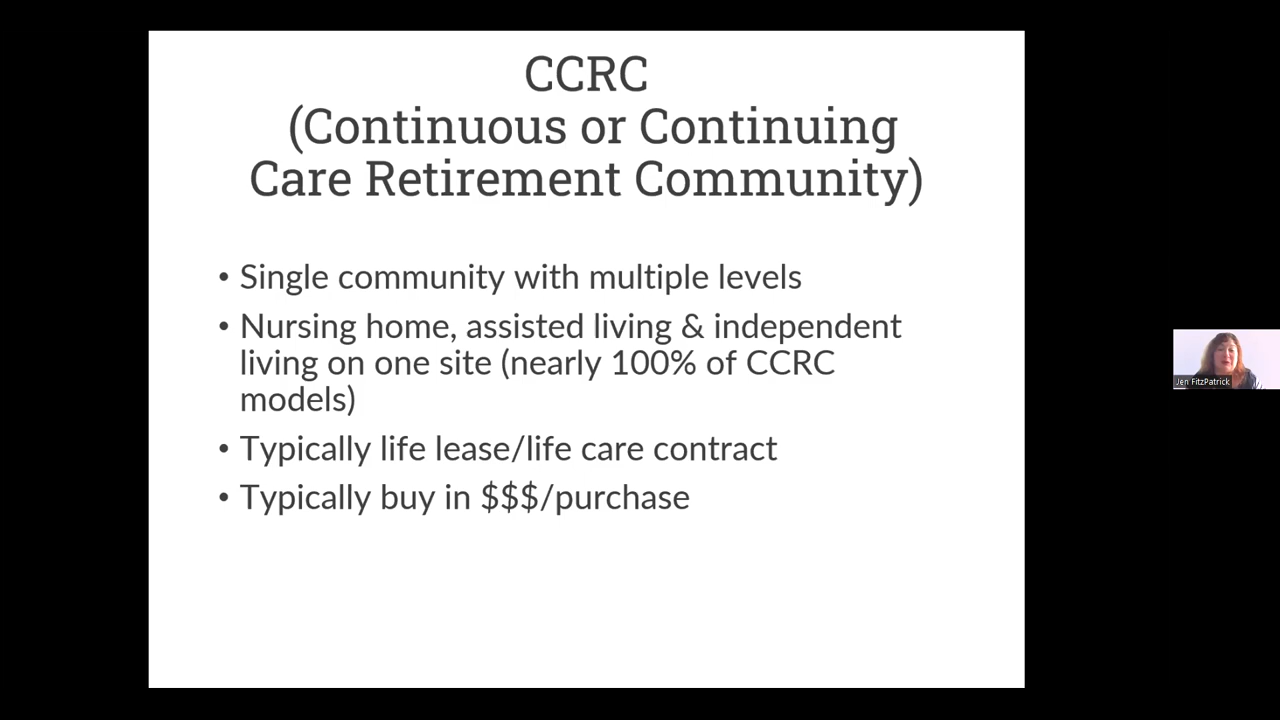 CCRC
(Continuous or Continuing
Care Retirement Community)
• Single community with multiple levels
• Nursing home, assisted living & independent
living on one site (nearly 100% of CCRC
models)
• Typically life lease/life care contract
• Typically buy in $$$/purchase
Jen FitzPatrick